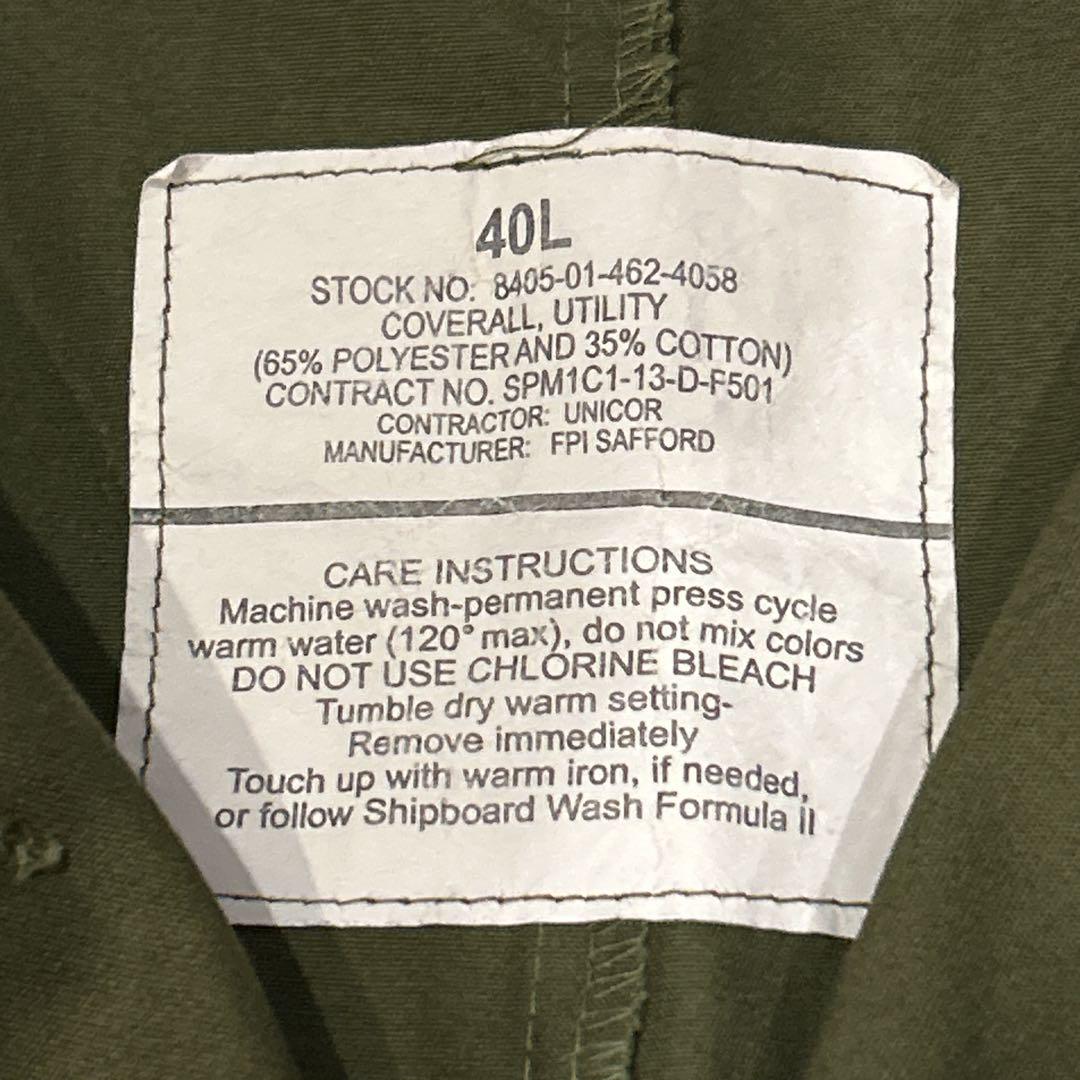 40L
STOCK NO. 8405-01-462-4058
COVERALL, UTILITY
(65% POLYESTER AND 35% COTTON)
CONTRACT NO. SPM1C1-13-D-F501
CONTRACTOR: UNICOR
MANUFACTURER: FPI SAFFORD
CARE INSTRUCTIONS
Machine wash-permanent press cycle
warm water (120° max), do not mix colors
DO NOT USE CHLORINE BLEACH
Tumble dry warm setting-
Remove immediately
Touch up with warm iron, if needed,
or follow Shipboard Wash Formula II